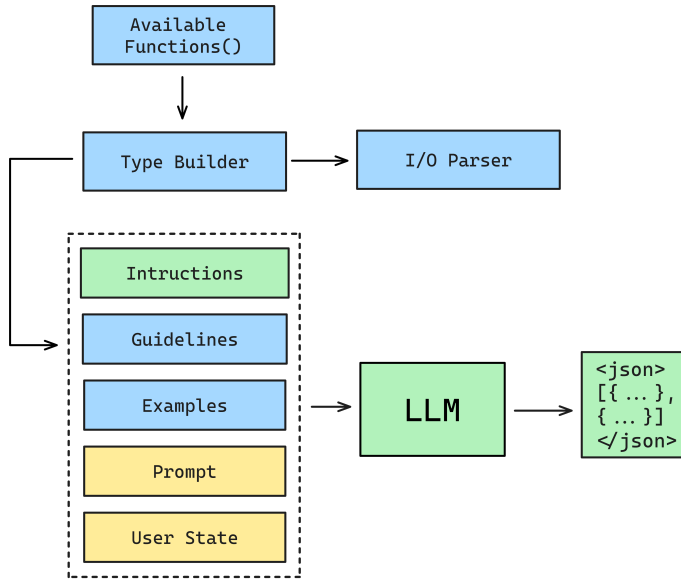 Available
Functions()
Type Builder
I/O Parser
Intructions
Guidelines
Examples
Prompt
User State
LLM
<json>
[{ ... },
{ ... }]
</json>